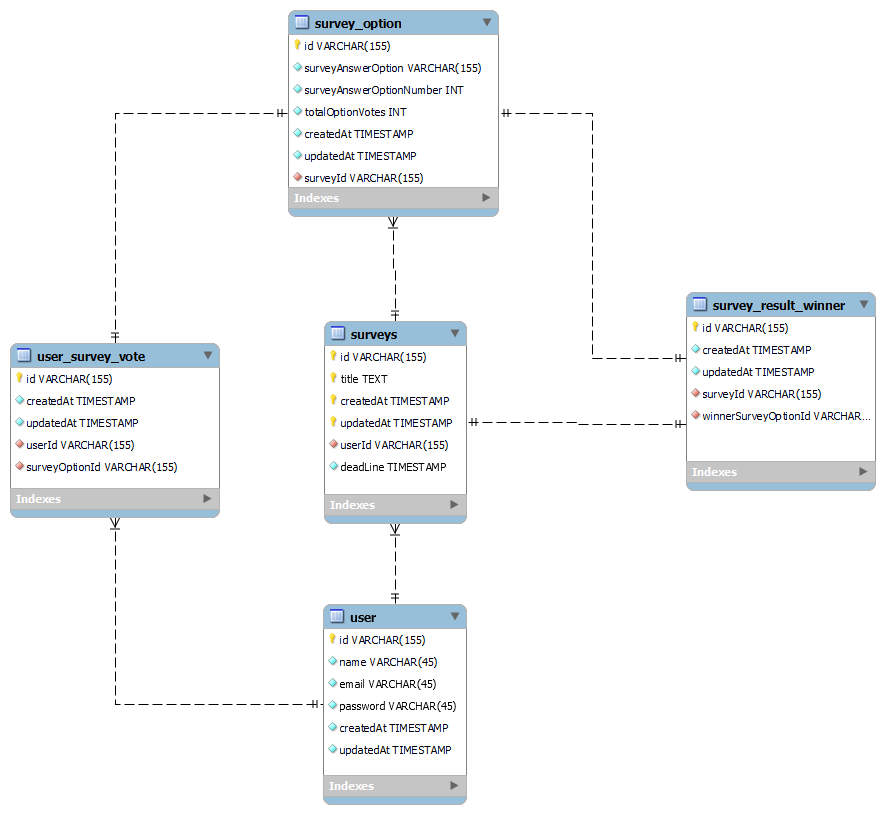 survey_option
id VARCHAR(155)
surveyAnswerOption VARCHAR(155)
surveyAnswerOptionNumber INT
totalOptionVotes INT
createdAt TIMESTAMP
updatedAt TIMESTAMP
surveyId VARCHAR(155)
Indexes
survey_result_winner
id VARCHAR(155)
createdAt TIMESTAMP
updatedAt TIMESTAMP
surveyId VARCHAR(155)
winnerSurveyOptionId VARCHAR...
Indexes
surveys
id VARCHAR(155)
title TEXT
createdAt TIMESTAMP
updatedAt TIMESTAMP
userId VARCHAR(155)
deadLine TIMESTAMP
Indexes
user_survey_vote
id VARCHAR(155)
createdAt TIMESTAMP
updatedAt TIMESTAMP
userId VARCHAR(155)
surveyOptionId VARCHAR(155)
Indexes
user
id VARCHAR(155)
name VARCHAR(45)
email VARCHAR(45)
password VARCHAR(45)
createdAt TIMESTAMP
updatedAt TIMESTAMP
Indexes